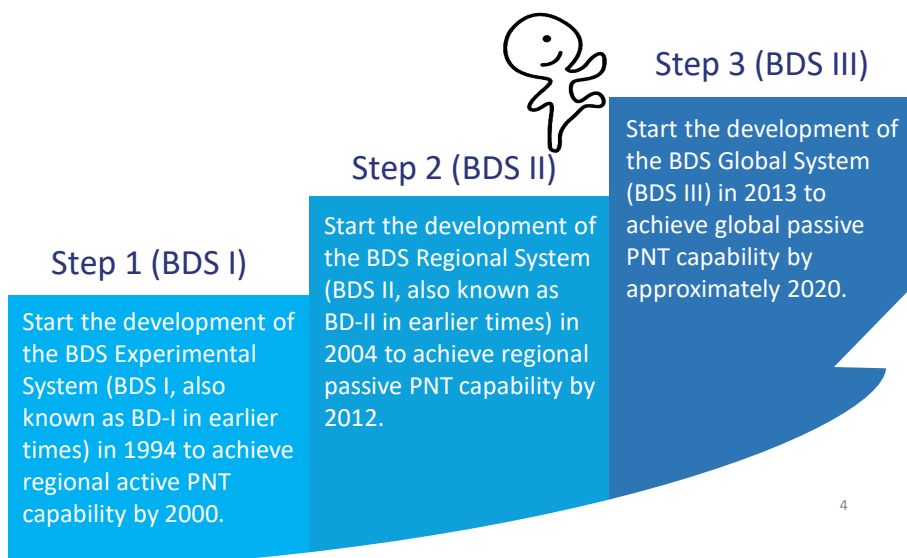 Step 1 (BDS I)
Start the development of
the BDS Experimental
System (BDS I, also
known as BD-I in earlier
times) in 1994 to achieve
regional active PNT
capability by 2000.
Step 2 (BDS II)
Start the development of
the BDS Regional System
(BDS II, also known as
BD-II in earlier times) in
2004 to achieve regional
passive PNT capability by
2012.
Step 3 (BDS III)
Start the development of
the BDS Global System
(BDS III) in 2013 to
achieve global passive
PNT capability by
approximately 2020.
4